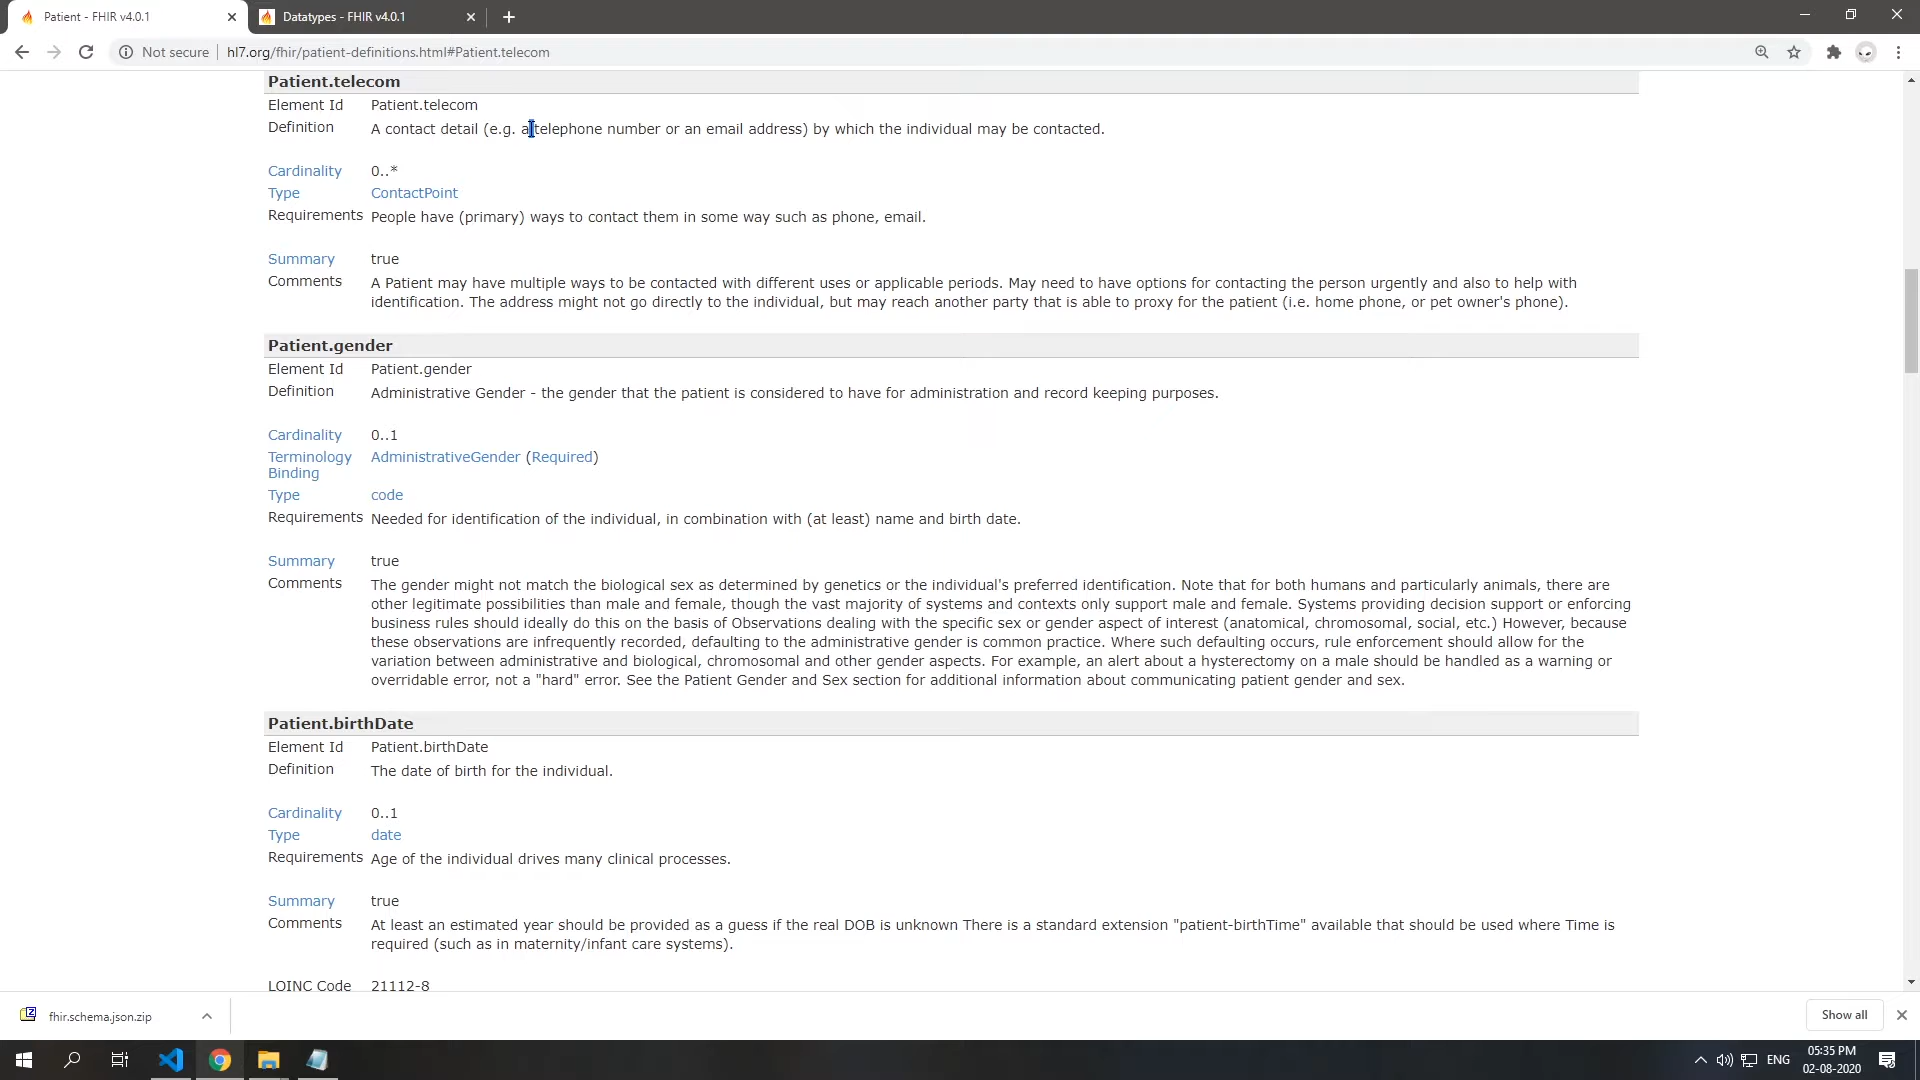 Patient - FHIR v4.0.1
Datatypes - FHIR v4.0.1
Not secure
hl7.org/fhir/patient-definitions.html#Patient.telecom
Patient.telecom
Element Id Patient.telecom
Definition A contact detail (e.g. a telephone number or an email address) by which the individual may be contacted.
Cardinality 0..*
Type ContactPoint
Requirements People have (primary) ways to contact them in some way such as phone, email.
Summary true
Comments A Patient may have multiple ways to be contacted with different uses or applicable periods. May need to have options for contacting the person urgently and also to help with
identification. The address might not go directly to the individual, but may reach another party that is able to proxy for the patient (i.e. home phone, or pet owner's phone).
Patient.gender
Element Id Patient.gender
Definition Administrative Gender - the gender that the patient is considered to have for administration and record keeping purposes.
Cardinality 0..1
Terminology AdministrativeGender (Required)
Binding
Type code
Requirements Needed for identification of the individual, in combination with (at least) name and birth date.
Summary true
Comments The gender might not match the biological sex as determined by genetics or the individual's preferred identification. Note that for both humans and particularly animals, there are
other legitimate possibilities than male and female, though the vast majority of systems and contexts only support male and female. Systems providing decision support or enforcing
business rules should ideally do this on the basis of Observations dealing with the specific sex or gender aspect of interest (anatomical, chromosomal, social, etc.) However, because
these observations are infrequently recorded, defaulting to the administrative gender is common practice. Where such defaulting occurs, rule enforcement should allow for the
variation between administrative and biological, chromosomal and other gender aspects. For example, an alert about a hysterectomy on a male should be handled as a warning or
overridable error, not a "hard" error. See the Patient Gender and Sex section for additional information about communicating patient gender and sex.
Patient.birthDate
Element Id Patient.birthDate
Definition The date of birth for the individual.
Cardinality 0..1
Type date
Requirements Age of the individual drives many clinical processes.
Summary true
Comments At least an estimated year should be provided as a guess if the real DOB is unknown There is a standard extension "patient-birthTime" available that should be used where Time is
required (such as in maternity/infant care systems).
LOINC Code 21112-8
fhir.schema.json.zip
Show all
ENG
05:35 PM
02-08-2020